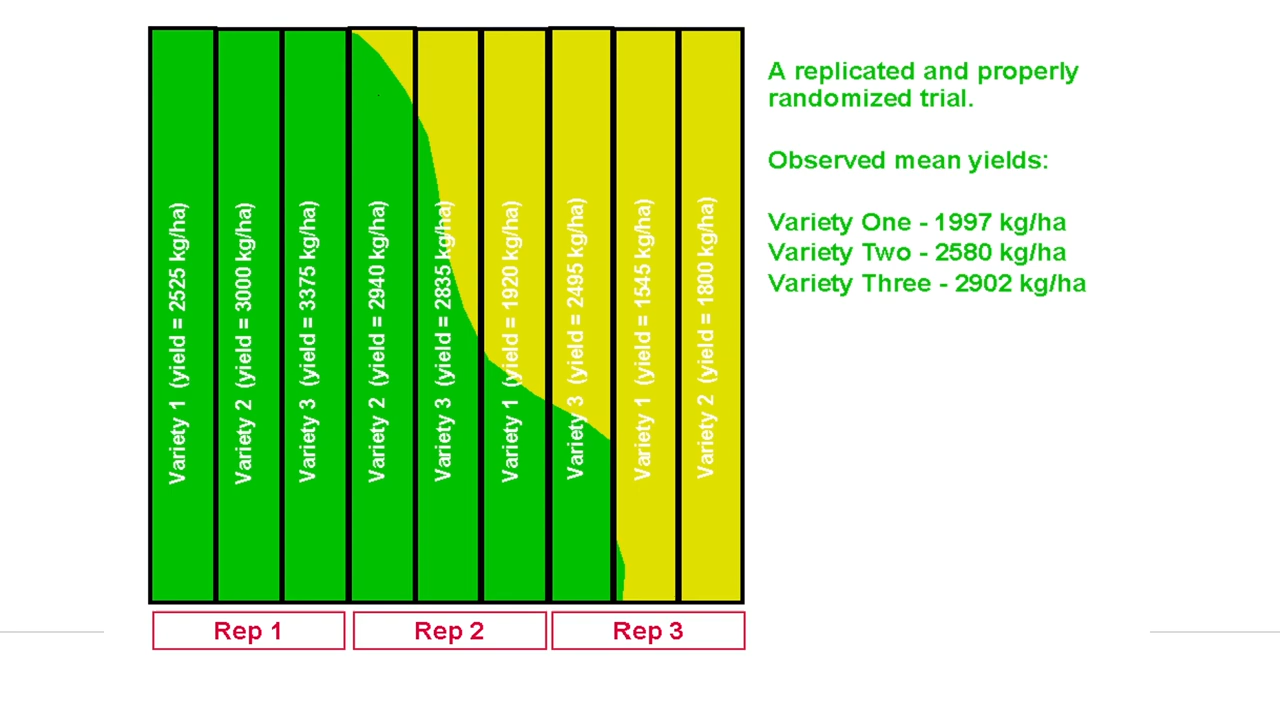 Variety 1 (yield = 2525 kg/ha)
Variety 2 (yield = 3000 kg/ha)
Variety 3 (yield = 3375 kg/ha)
Variety 2 (yield = 2940 kg/ha)
Variety 3 (yield = 2835 kg/ha)
Variety 1 (yield = 1920 kg/ha)
Variety 3 (yield = 2495 kg/ha)
Variety 1 (yield = 1545 kg/ha)
Variety 2 (yield = 1800 kg/ha)
Rep 1
Rep 2
Rep 3
A replicated and properly
randomized trial.
Observed mean yields:
Variety One - 1997 kg/ha
Variety Two - 2580 kg/ha
Variety Three - 2902 kg/ha